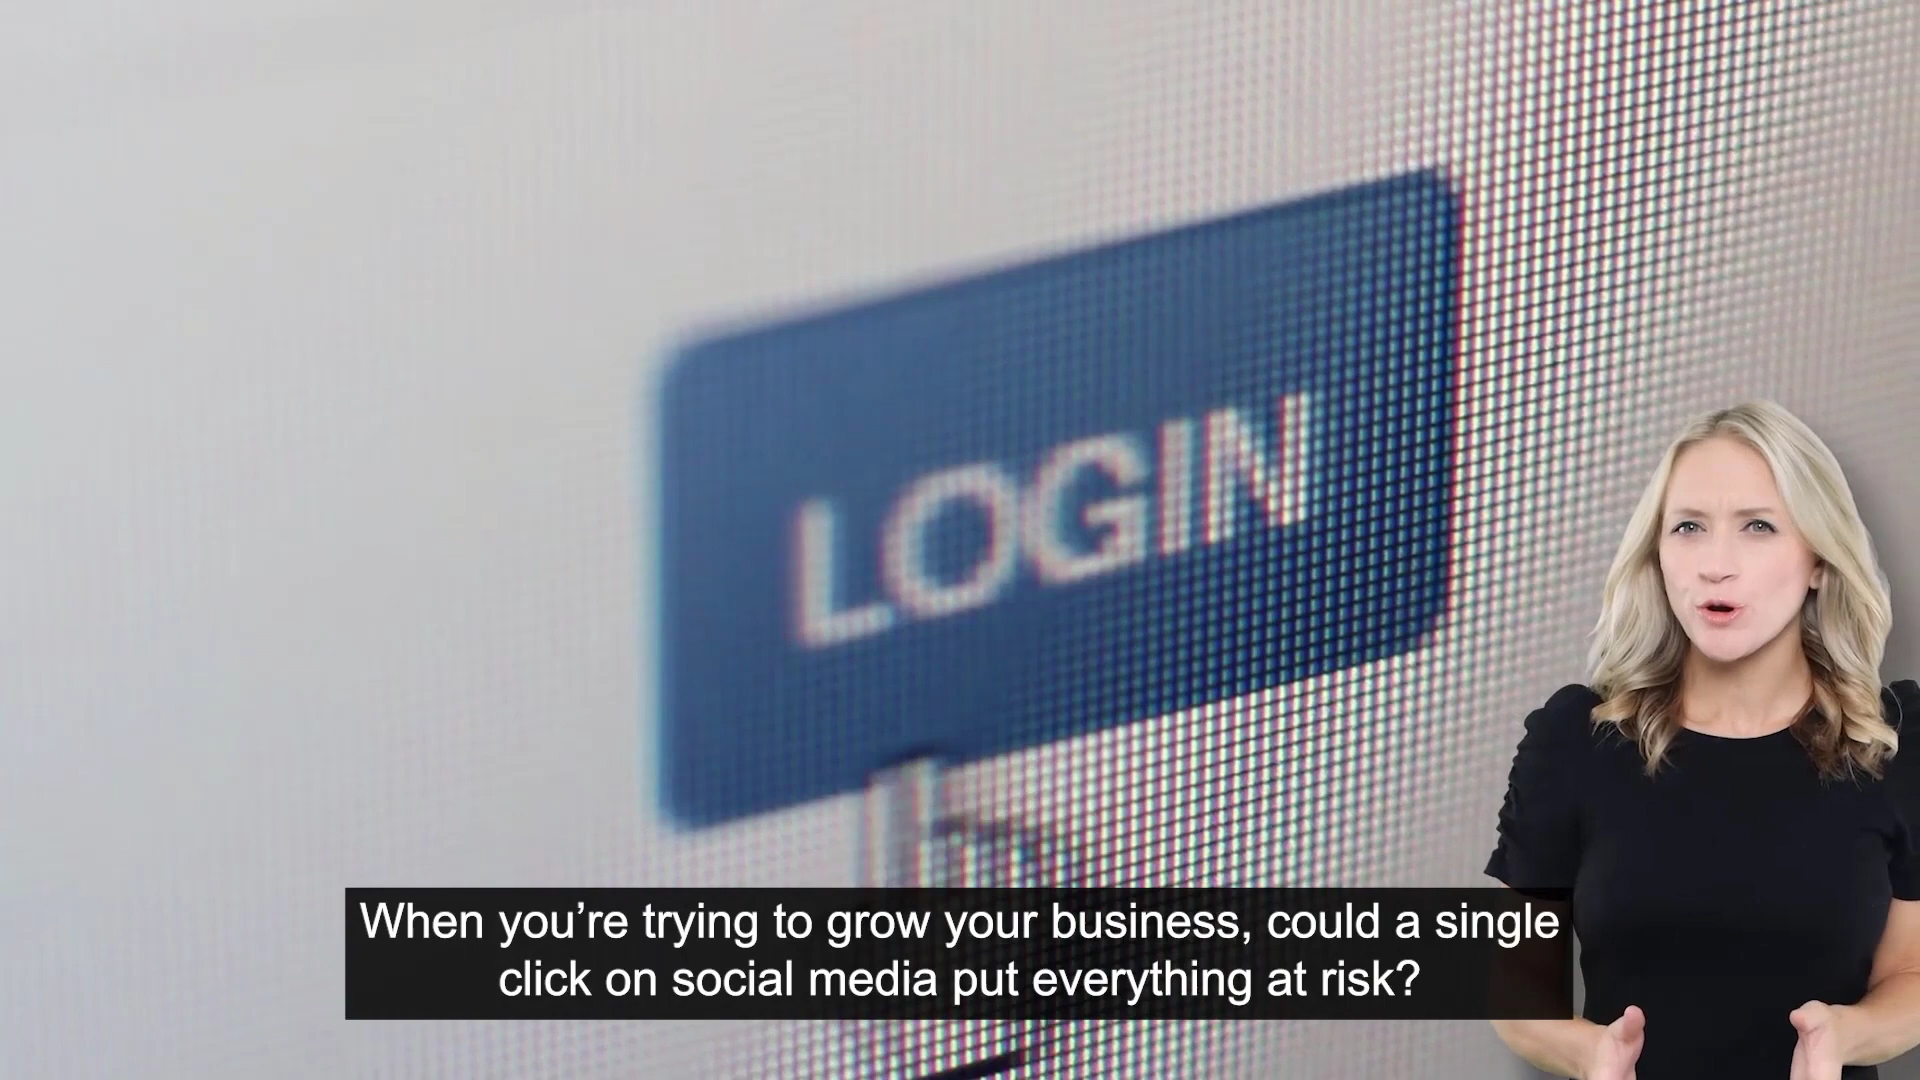 LOGIN
When you’re trying to grow your business, could a single
click on social media put everything at risk?